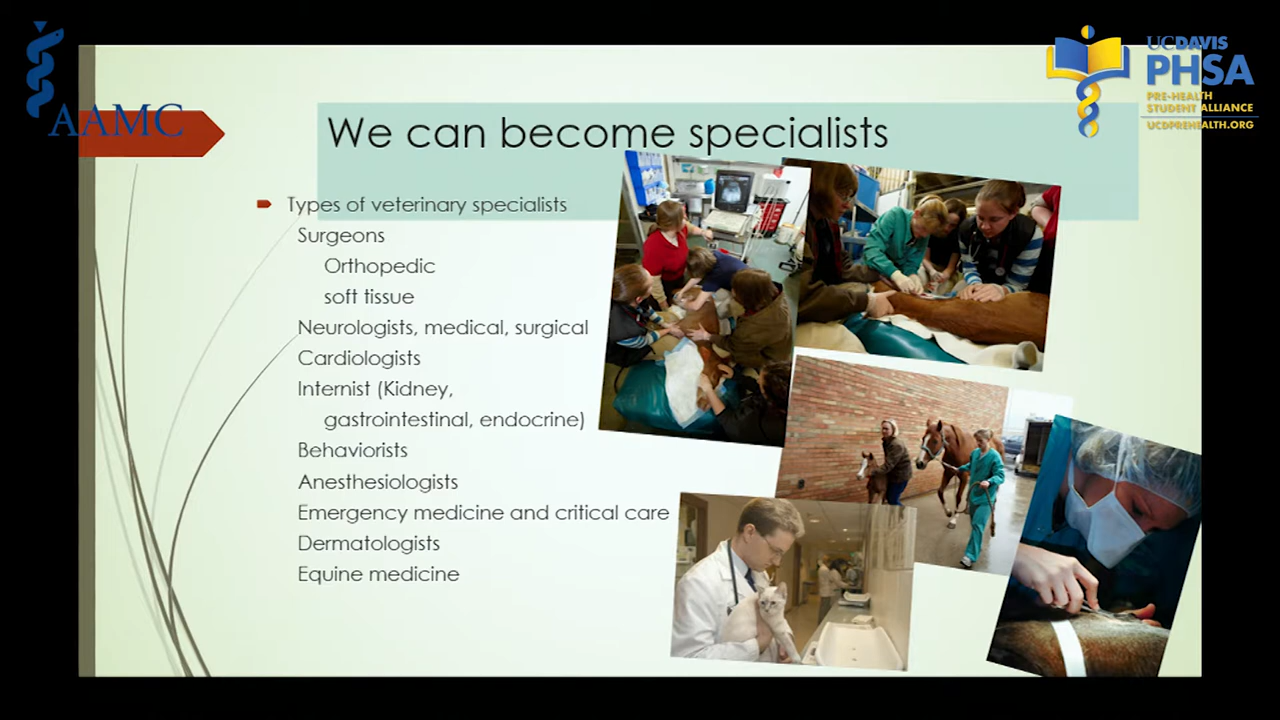 AAMC
UC DAVIS
PHSA
PRE-HEALTH
STUDENT ALLIANCE
UCDPREHEALTH.ORG
We can become specialists
Types of veterinary specialists
Surgeons
Orthopedic
soft tissue
Neurologists, medical, surgical
Cardiologists
Internist (Kidney,
gastrointestinal, endocrine)
Behaviorists
Anesthesiologists
Emergency medicine and critical care
Dermatologists
Equine medicine